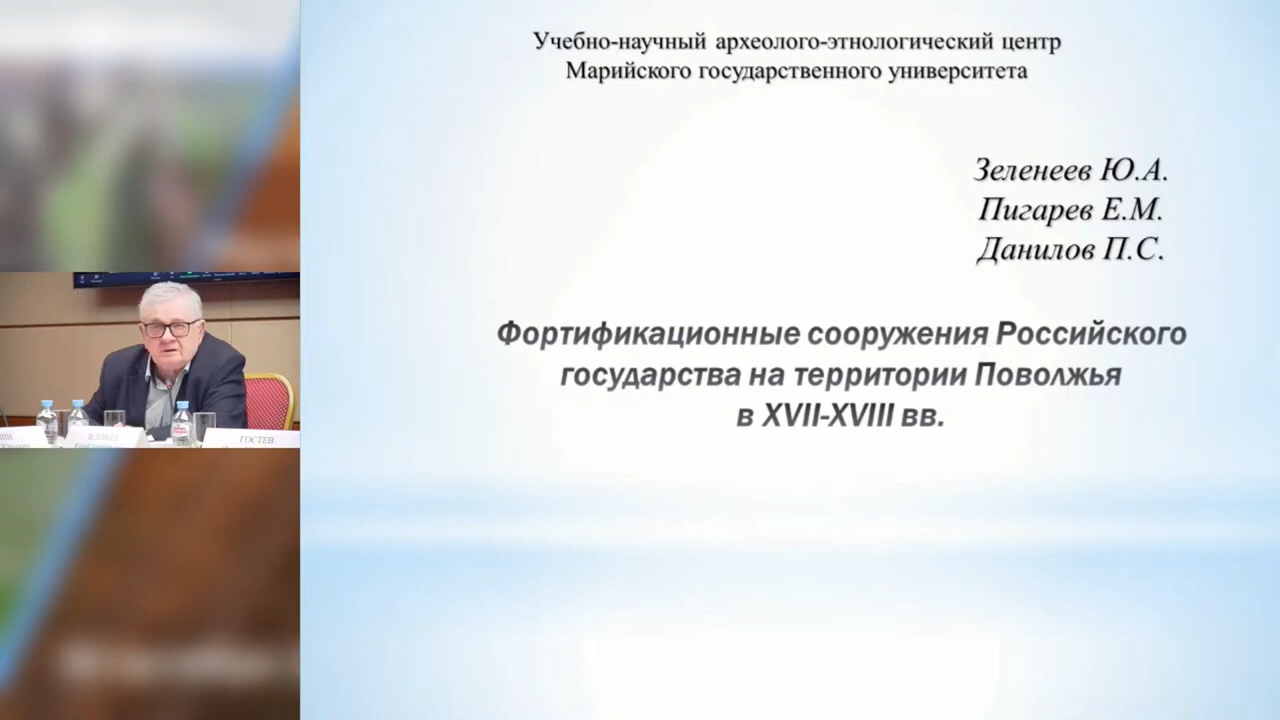 Учебно-научный археолого-этнологический центр
Марийского государственного университета
Зеленеев Ю.А.
Пигарев Е.М.
Данилов П.С.
Фортификационные сооружения Российского
государства на территории Поволжья
в XVII-XVIII вв.
ГОСТЕВ